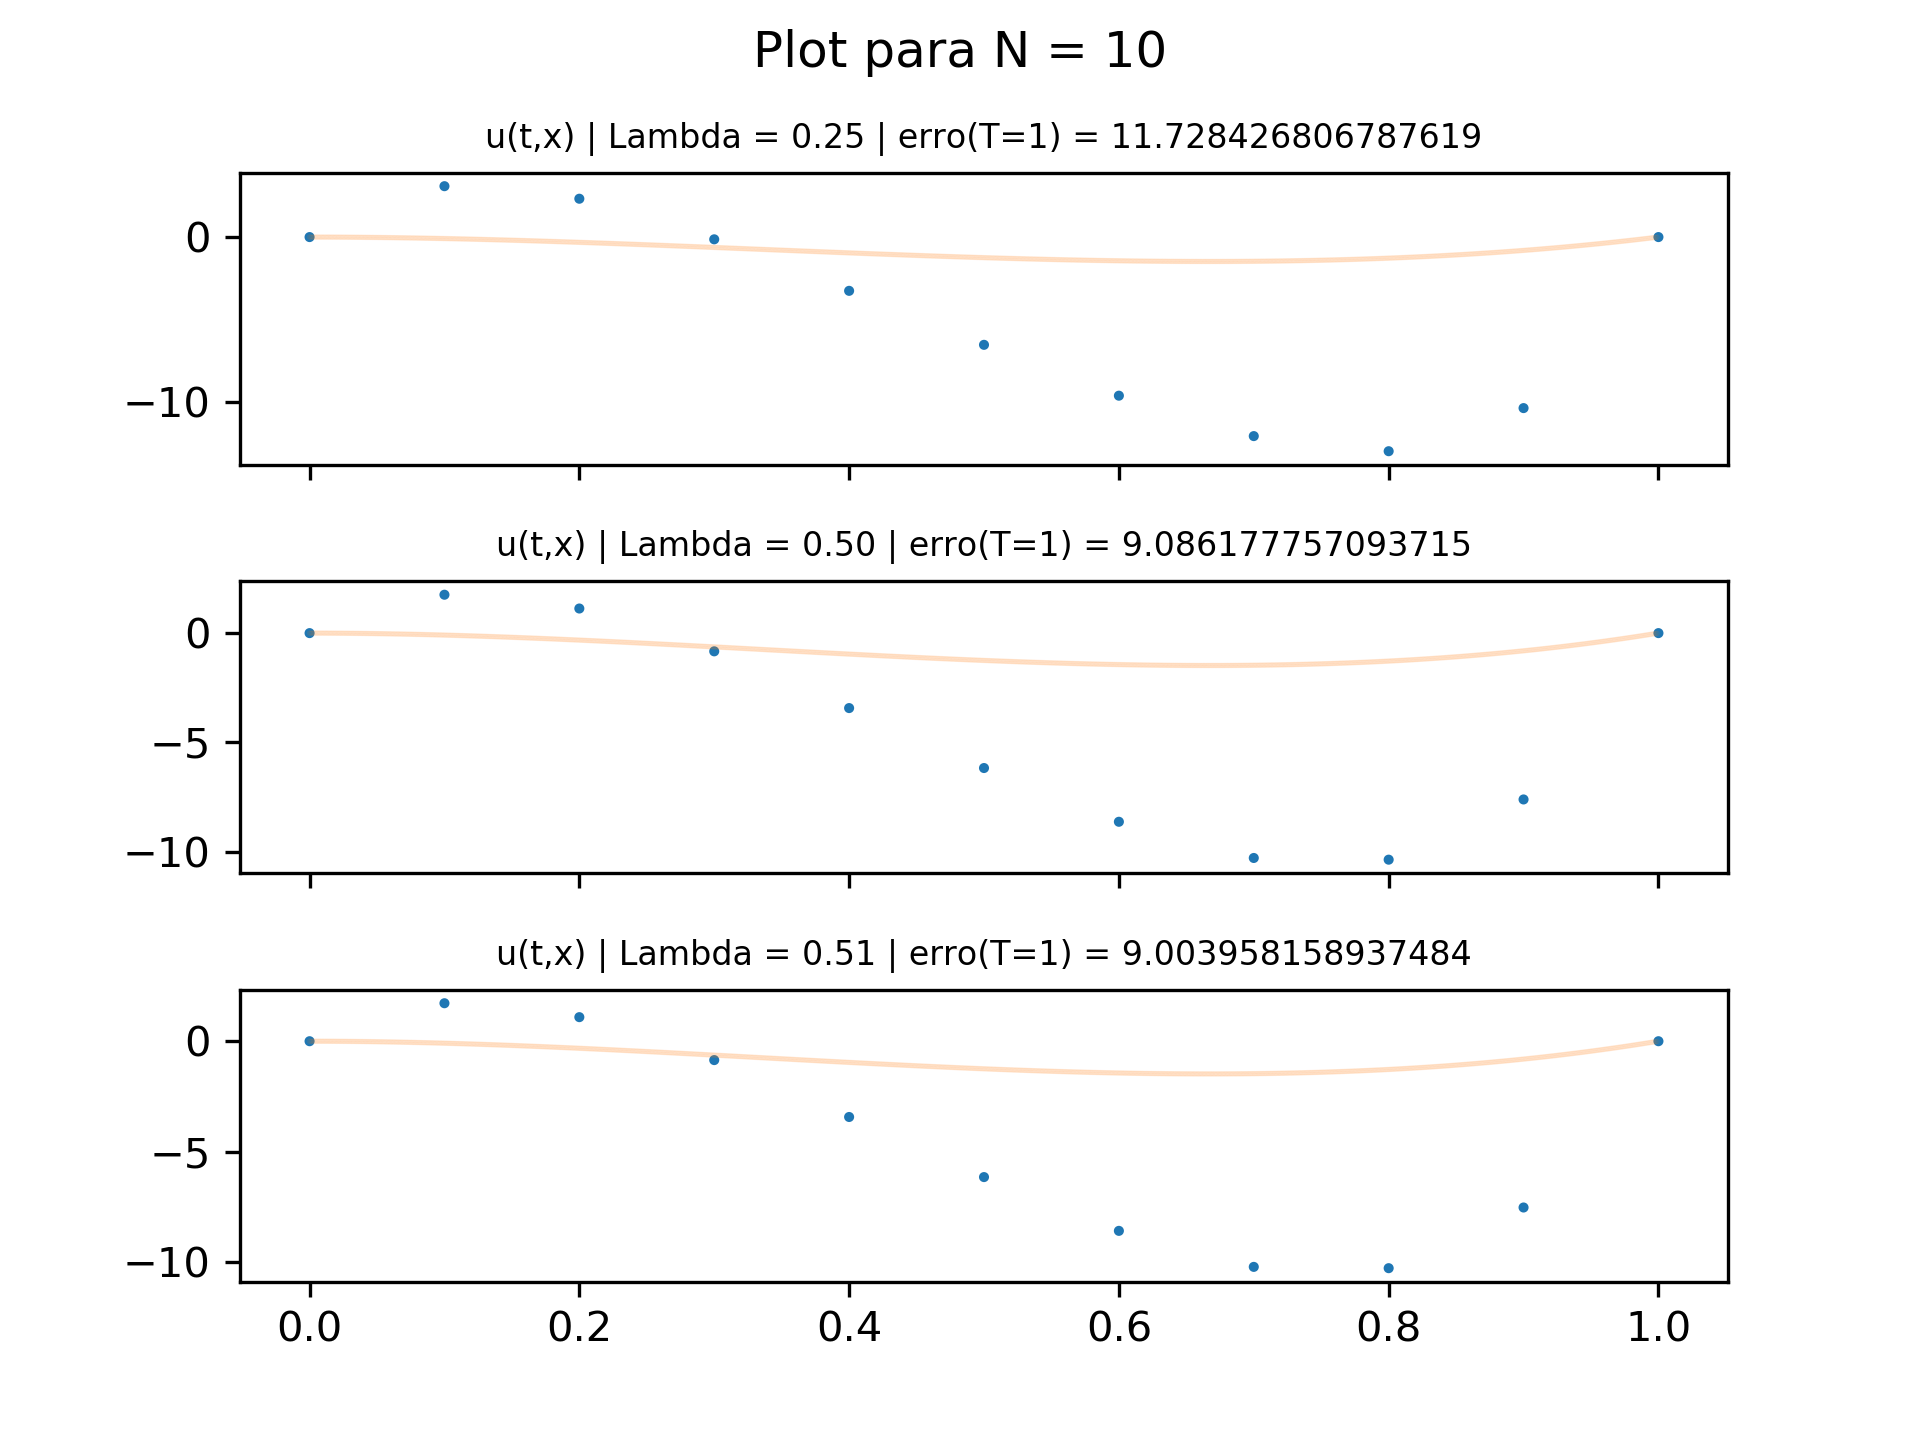 Plot para N = 10
u(t,x) | Lambda = 0.25 | erro(T=1) = 11.728426806787619
0
−10
u(t,x) | Lambda = 0.50 | erro(T=1) = 9.086177757093715
0
−5
−10
u(t,x) | Lambda = 0.51 | erro(T=1) = 9.003958158937484
0
−5
−10
0.0 0.2 0.4 0.6 0.8 1.0